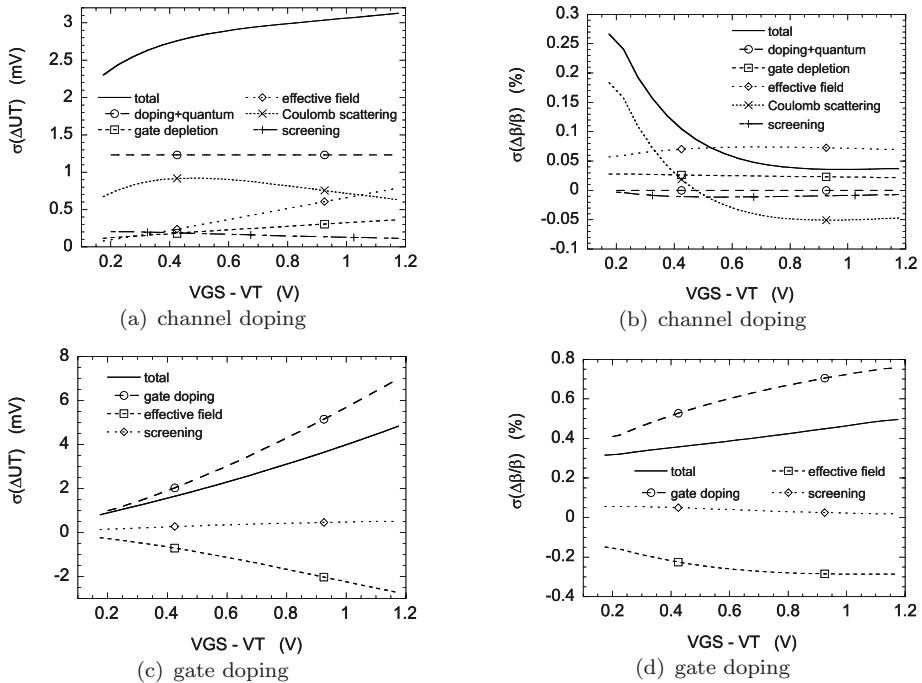 σ(ΔUT) (mV)
3
2.5
2
1.5
1
0.5
0
total
doping+quantum
gate depletion
effective field
Coulomb scattering
screening
0.2 0.4 0.6 0.8 1 1.2
VGS - VT (V)
(a) channel doping
σ(Δβ/β) (%)
0.3
0.25
0.2
0.15
0.1
0.05
0
-0.05
-0.1
total
doping+quantum
gate depletion
effective field
Coulomb scattering
screening
0.2 0.4 0.6 0.8 1 1.2
VGS - VT (V)
(b) channel doping
σ(ΔUT) (mV)
8
6
4
2
0
-2
total
gate doping
effective field
screening
0.2 0.4 0.6 0.8 1 1.2
VGS - VT (V)
(c) gate doping
σ(Δβ/β) (%)
0.8
0.6
0.4
0.2
0
-0.2
-0.4
total
gate doping
effective field
screening
0.2 0.4 0.6 0.8 1 1.2
VGS - VT (V)
(d) gate doping